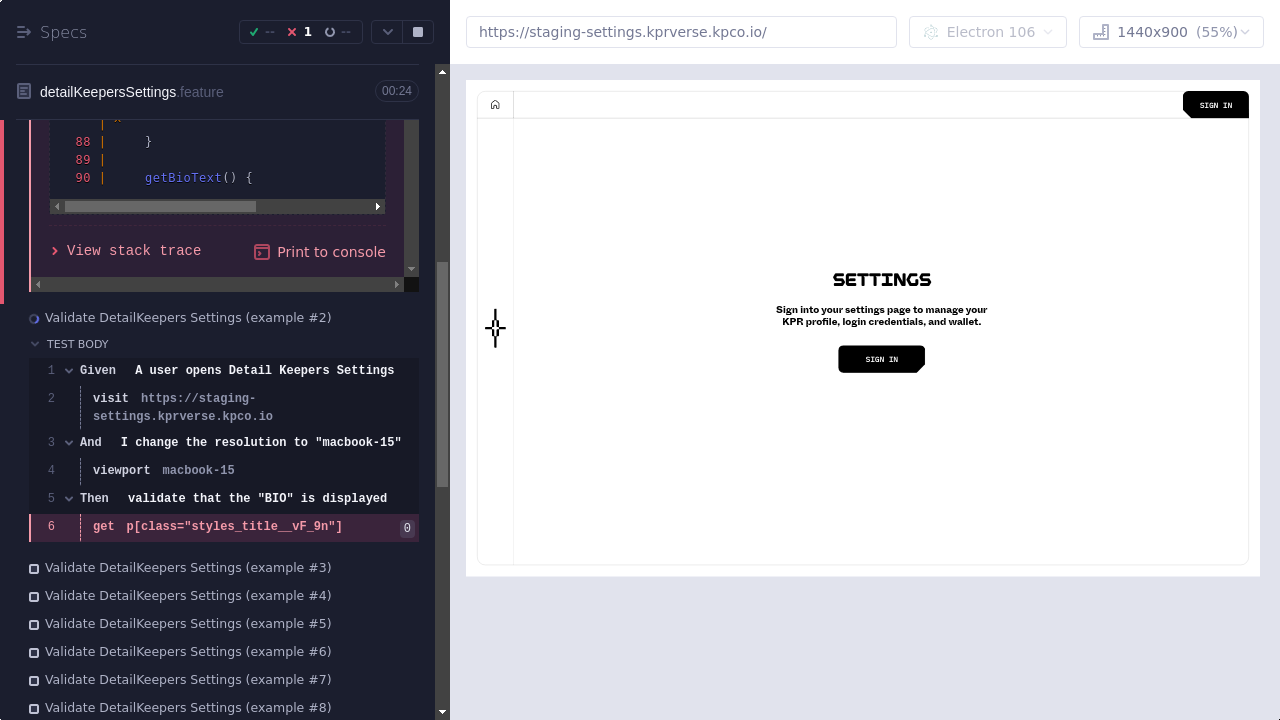 Specs
--
1
--
detailKeepersSettings.feature
00:24
88 | }
89 |
90 | getBioText() {
View stack trace
Print to console
Validate DetailKeepers Settings (example #2)
TEST BODY
1 Given A user opens Detail Keepers Settings
2 visit https://staging-
settings.kprverse.kpco.io
3 And I change the resolution to "macbook-15"
4 viewport macbook-15
5 Then validate that the "BIO" is displayed
6 get p[class="styles_title__vF_9n"] 0
Validate DetailKeepers Settings (example #3)
Validate DetailKeepers Settings (example #4)
Validate DetailKeepers Settings (example #5)
Validate DetailKeepers Settings (example #6)
Validate DetailKeepers Settings (example #7)
Validate DetailKeepers Settings (example #8)
https://staging-settings.kprverse.kpco.io/
Electron 106
1440x900 (55%)
SIGN IN
SETTINGS
Sign into your settings page to manage your
KPR profile, login credentials, and wallet.
SIGN IN